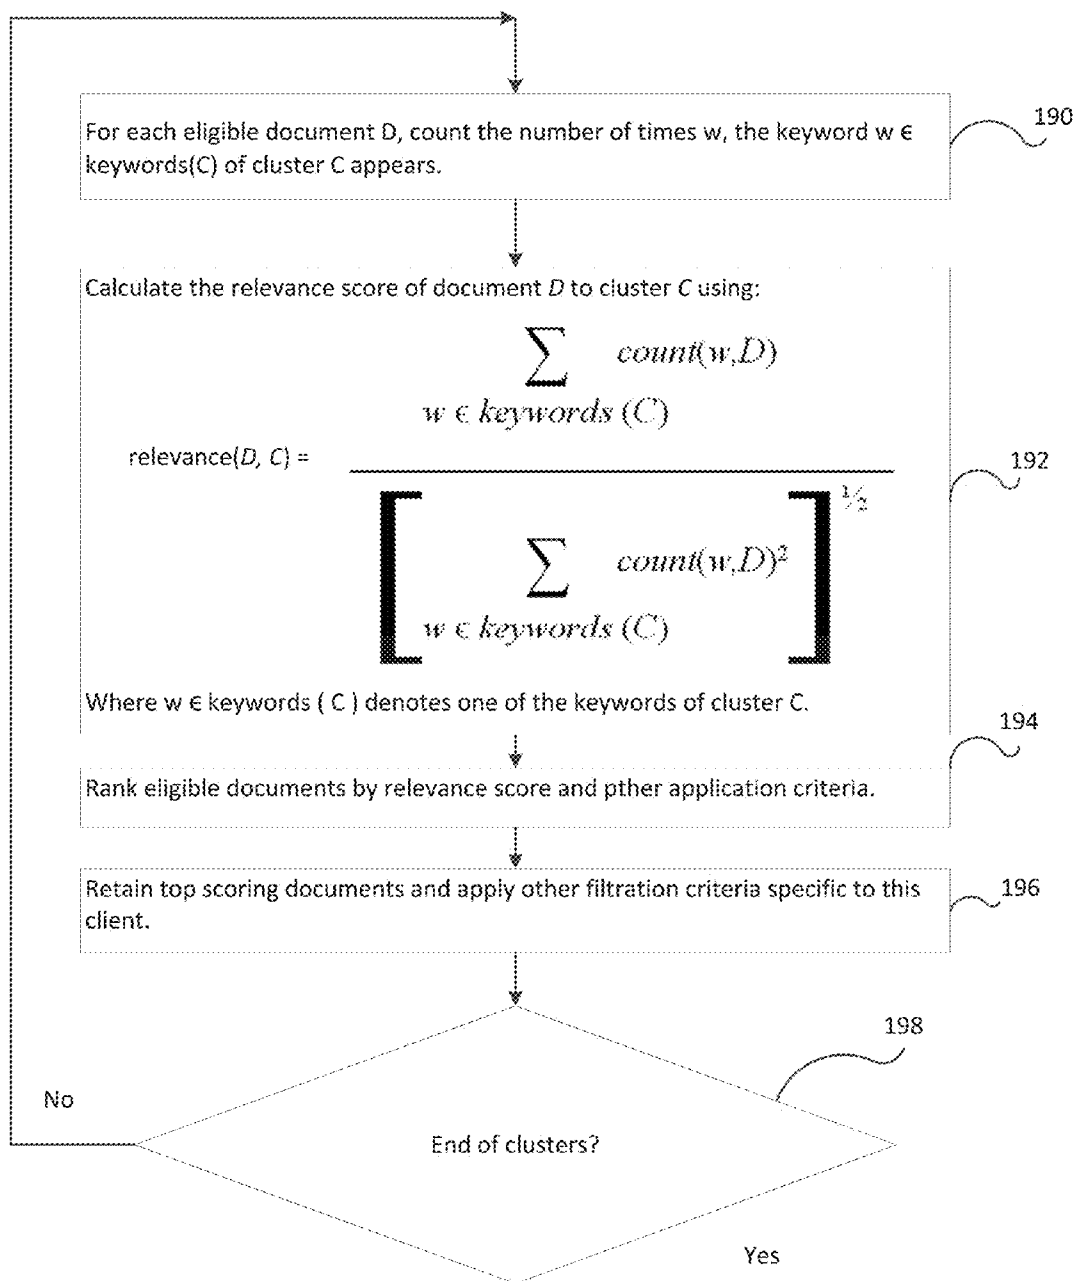 For each eligible document D, count the number of times w, the keyword w ϵ
190
keywords(C) of cluster C appears.
Calculate the relevance score of document D to cluster C using:
∑ count(w,D)
w ϵ keywords (C)
relevance(D, C) =
192
[ ∑ count(w,D)² ]½
w ϵ keywords (C)
Where w ϵ keywords ( C ) denotes one of the keywords of cluster C.
194
Rank eligible documents by relevance score and pther application criteria.
Retain top scoring documents and apply other filtration criteria specific to this
196
client.
198
No
End of clusters?
Yes